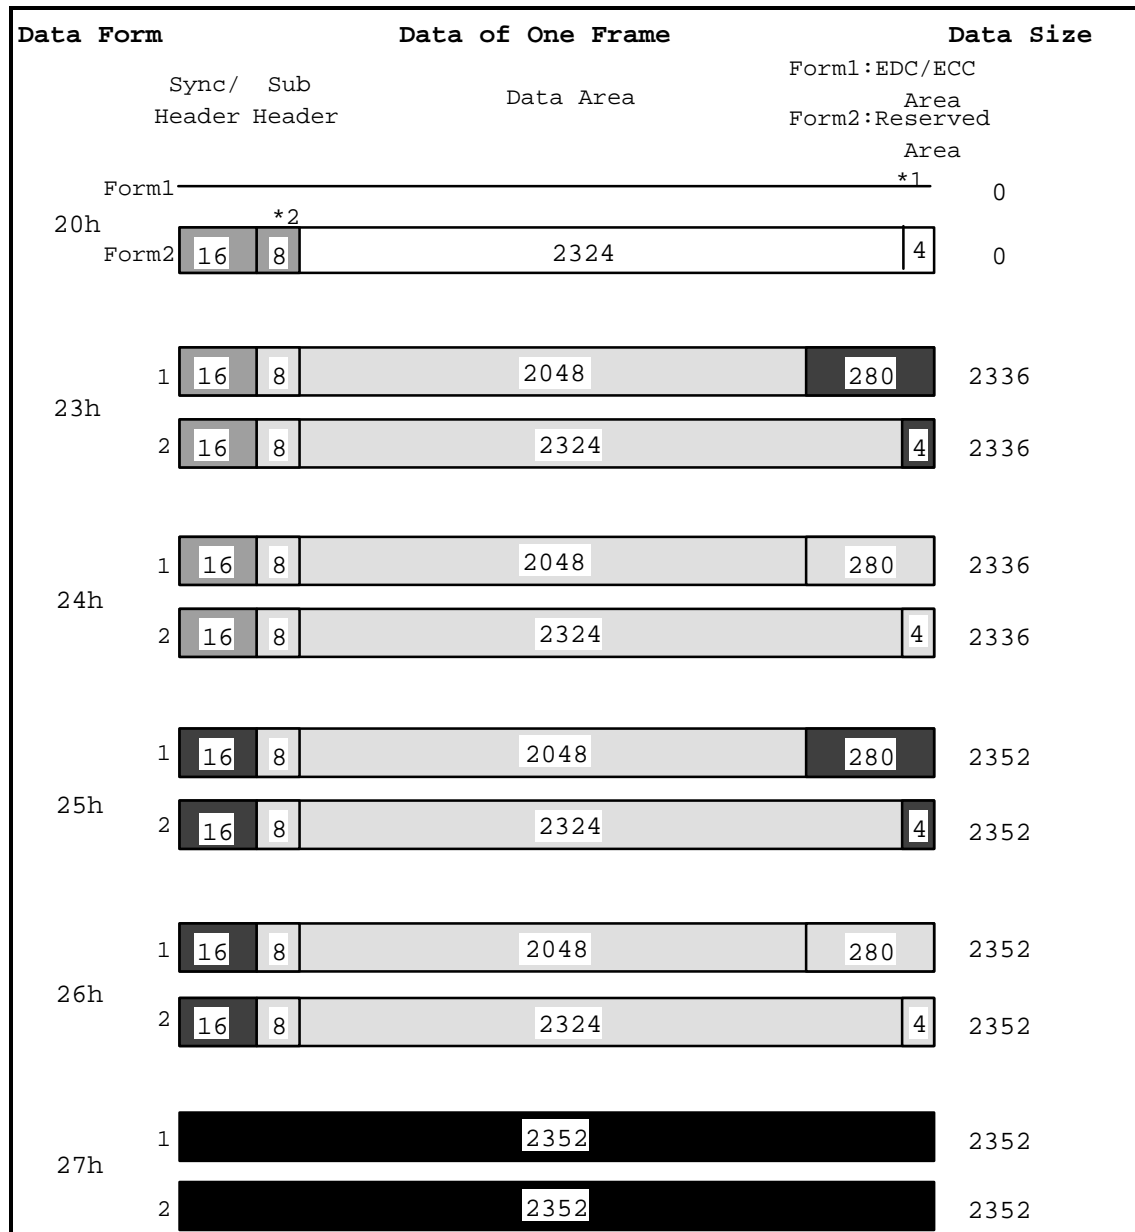 Data Form Data of One Frame Data Size
Sync/ Sub Data Area Form1:EDC/ECC
Header Header Area
Form2:Reserved
Area
Form1 *1 0
20h
*2
Form2 16 8 2324 4 0
1 16 8 2048 280 2336
23h
2 16 8 2324 4 2336
1 16 8 2048 280 2336
24h
2 16 8 2324 4 2336
1 16 8 2048 280 2352
25h
2 16 8 2324 4 2352
1 16 8 2048 280 2352
26h
2 16 8 2324 4 2352
1 2352 2352
27h
2 2352 2352